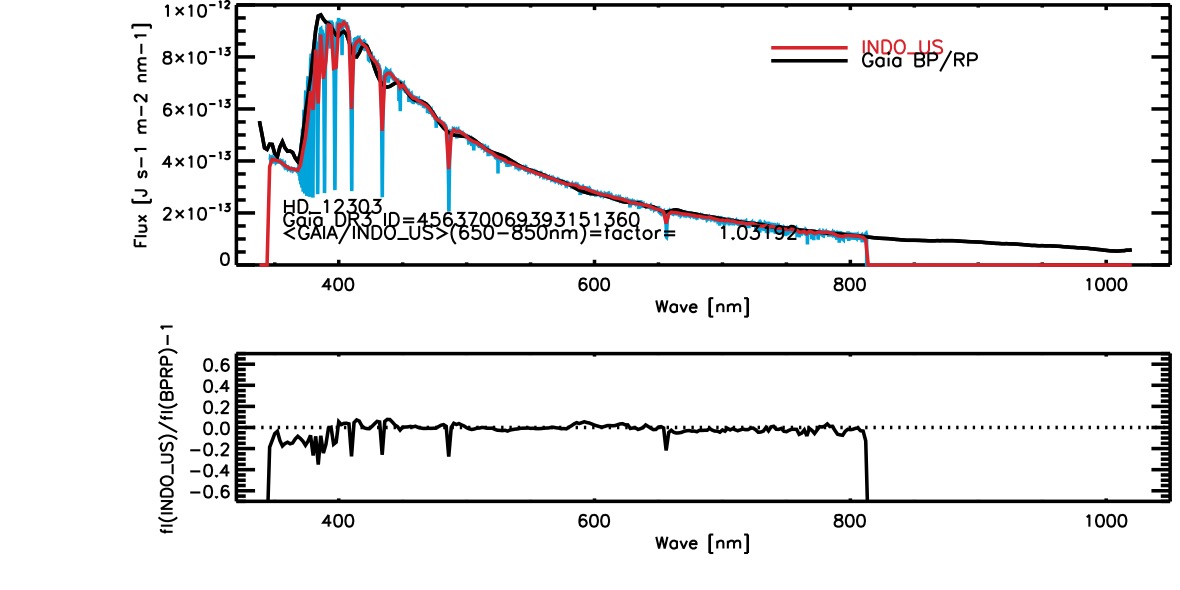 1×10−12
8×10−13
6×10−13
4×10−13
2×10−13
0
Flux [J s−1 m−2 nm−1]
INDO_US
Gaia BP/RP
HD_12303
Gaia DR3 ID=456370069393151360
<GAIA/INDO_US>(650−850nm)=factor= 1.03192
400 600 800 1000
Wave [nm]
fl(INDO_US)/fl(BPRP)−1
0.6
0.4
0.2
0.0
−0.2
−0.4
−0.6
400 600 800 1000
Wave [nm]